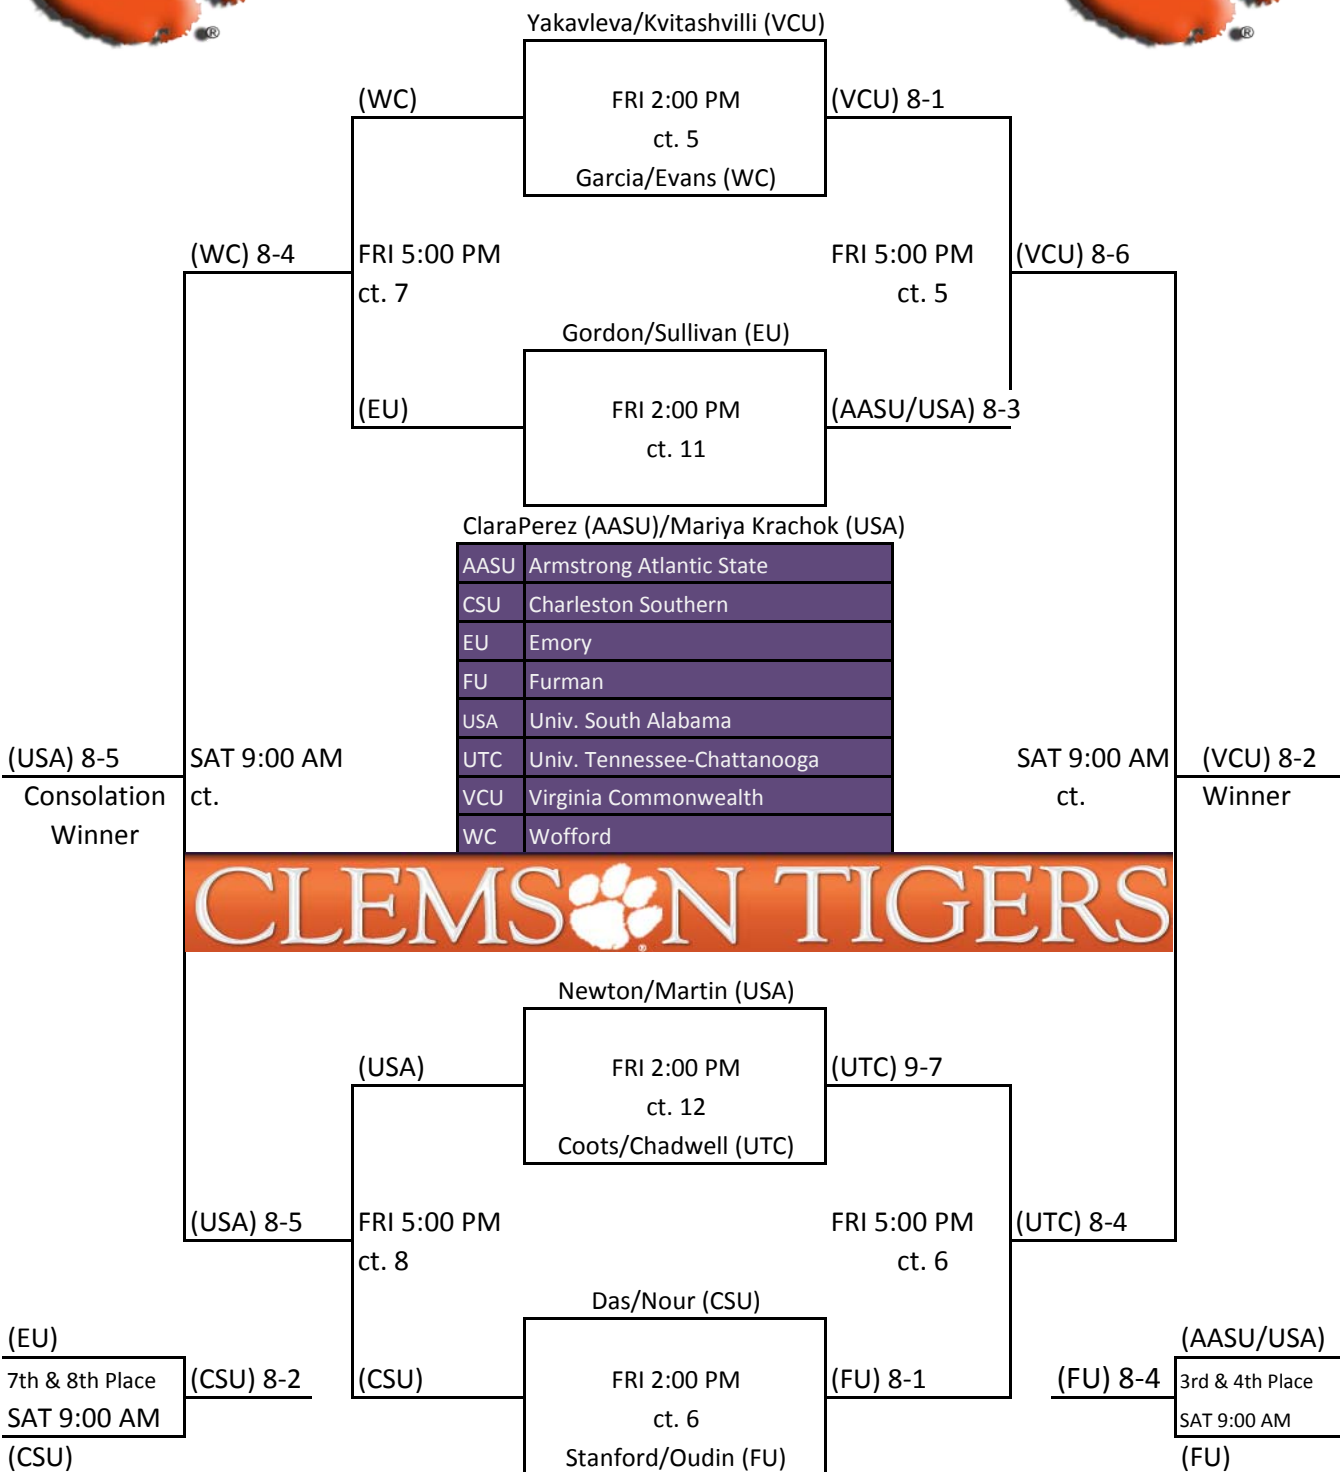 ® ®
Yakavleva/Kvitashvilli (VCU)
(WC) FRI 2:00 PM (VCU) 8-1
ct. 5
Garcia/Evans (WC)
(WC) 8-4 FRI 5:00 PM FRI 5:00 PM (VCU) 8-6
ct. 7 ct. 5
Gordon/Sullivan (EU)
(EU) FRI 2:00 PM (AASU/USA) 8-3
ct. 11
ClaraPerez (AASU)/Mariya Krachok (USA)
AASU Armstrong Atlantic State
CSU Charleston Southern
EU Emory
FU Furman
USA Univ. South Alabama
(USA) 8-5 SAT 9:00 AM UTC Univ. Tennessee-Chattanooga SAT 9:00 AM (VCU) 8-2
Consolation ct. VCU Virginia Commonwealth ct. Winner
Winner WC Wofford
CLEMSON TIGERS ®
Newton/Martin (USA)
(USA) FRI 2:00 PM (UTC) 9-7
ct. 12
Coots/Chadwell (UTC)
(USA) 8-5 FRI 5:00 PM FRI 5:00 PM (UTC) 8-4
ct. 8 ct. 6
Das/Nour (CSU)
(EU) (AASU/USA)
7th & 8th Place (CSU) 8-2 (CSU) FRI 2:00 PM (FU) 8-1 (FU) 8-4 3rd & 4th Place
SAT 9:00 AM ct. 6 SAT 9:00 AM
(CSU) Stanford/Oudin (FU) (FU)